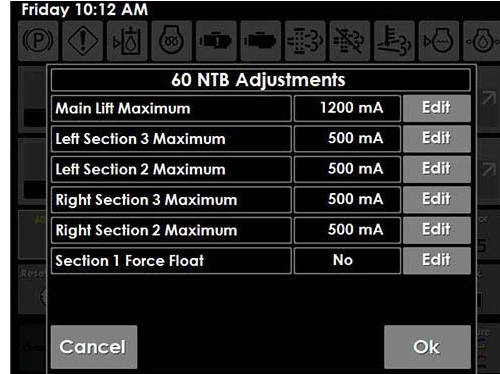 Friday 10:12 AM
60 NTB Adjustments
Main Lift Maximum 1200 mA Edit
Left Section 3 Maximum 500 mA Edit
Left Section 2 Maximum 500 mA Edit
Right Section 3 Maximum 500 mA Edit
Right Section 2 Maximum 500 mA Edit
Section 1 Force Float No Edit
Cancel Ok